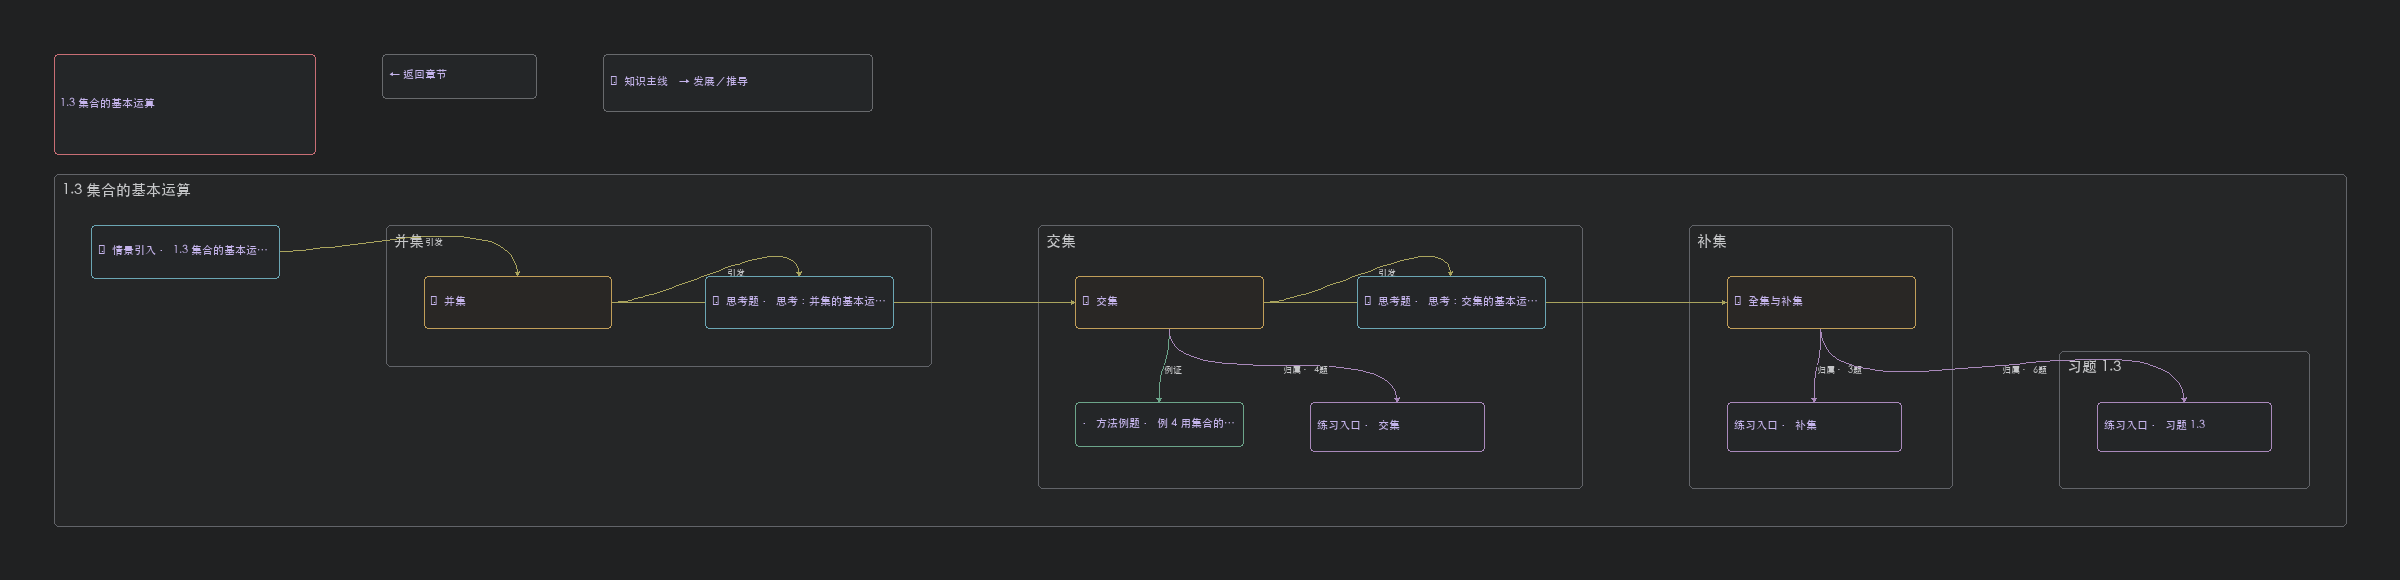 1.3 集合的基本运算
← 返回章节
知识主线 → 发展／推导
1.3 集合的基本运算
情景引入 · 1.3 集合的基本运…
并集
引发
并集
引发
思考题 · 思考：并集的基本运…
交集
交集
引发
思考题 · 思考：交集的基本运…
例证
归属 · 4题
· 方法例题 · 例 4 用集合的…
练习入口 · 交集
补集
全集与补集
归属 · 3题
归属 · 6题
练习入口 · 补集
习题 1.3
练习入口 · 习题 1.3